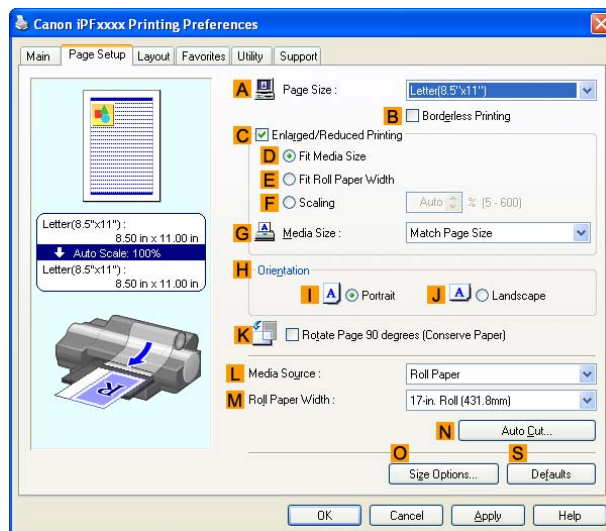 Canon iPFxxxx Printing Preferences
Main Page Setup Layout Favorites Utility Support
A Page Size : Letter(8.5"x11")
B Borderless Printing
C Enlarged/Reduced Printing
D Fit Media Size
E Fit Roll Paper Width
F Scaling Auto % (5 - 600)
Letter(8.5"x11") :
8.50 in x 11.00 in
Auto Scale: 100%
Letter(8.5"x11") :
8.50 in x 11.00 in
G Media Size : Match Page Size
H Orientation
I A Portrait J A Landscape
K Rotate Page 90 degrees (Conserve Paper)
R
L Media Source : Roll Paper
M Roll Paper Width : 17-in. Roll (431.8mm)
N Auto Cut...
O S
Size Options... Defaults
OK Cancel Apply Help